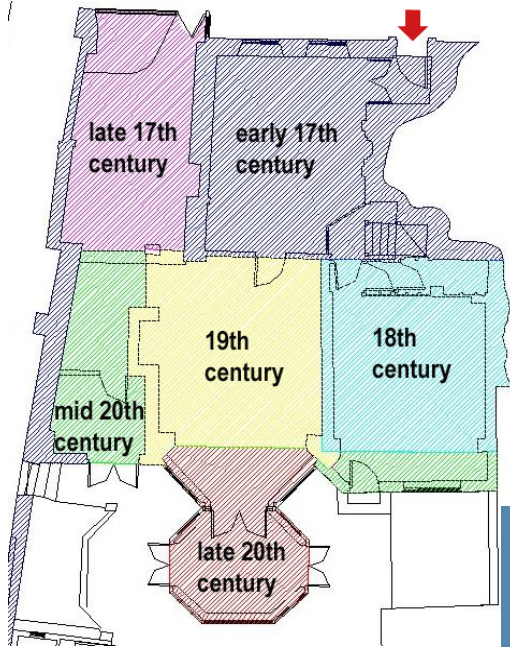 late 17th
century
early 17th
century
19th
century
18th
century
mid 20th
century
late 20th
century